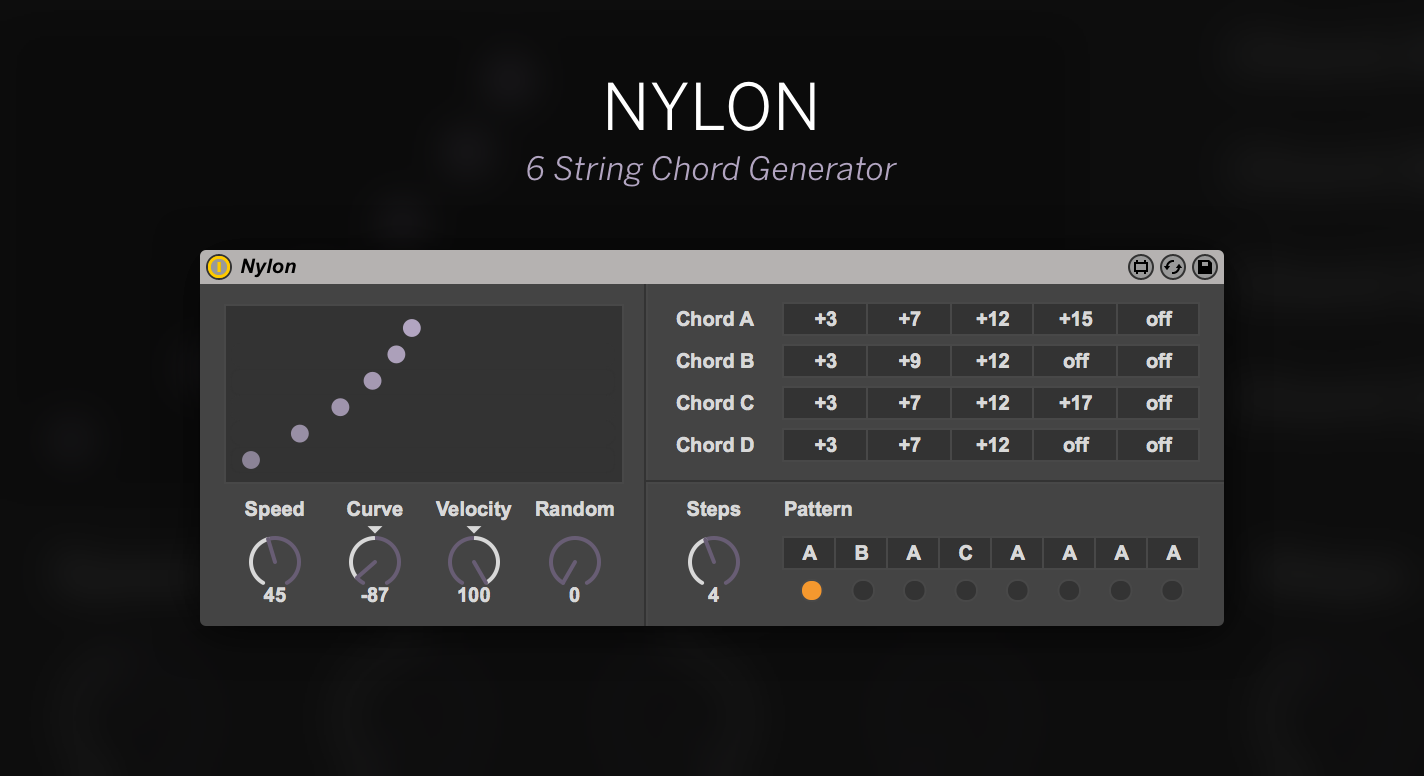 NYLON
6 String Chord Generator
Nylon
Speed Curve Velocity Random
45 -87 100 0
Chord A +3 +7 +12 +15 off
Chord B +3 +9 +12 off off
Chord C +3 +7 +12 +17 off
Chord D +3 +7 +12 off off
Steps Pattern
A B A C A A A A
4